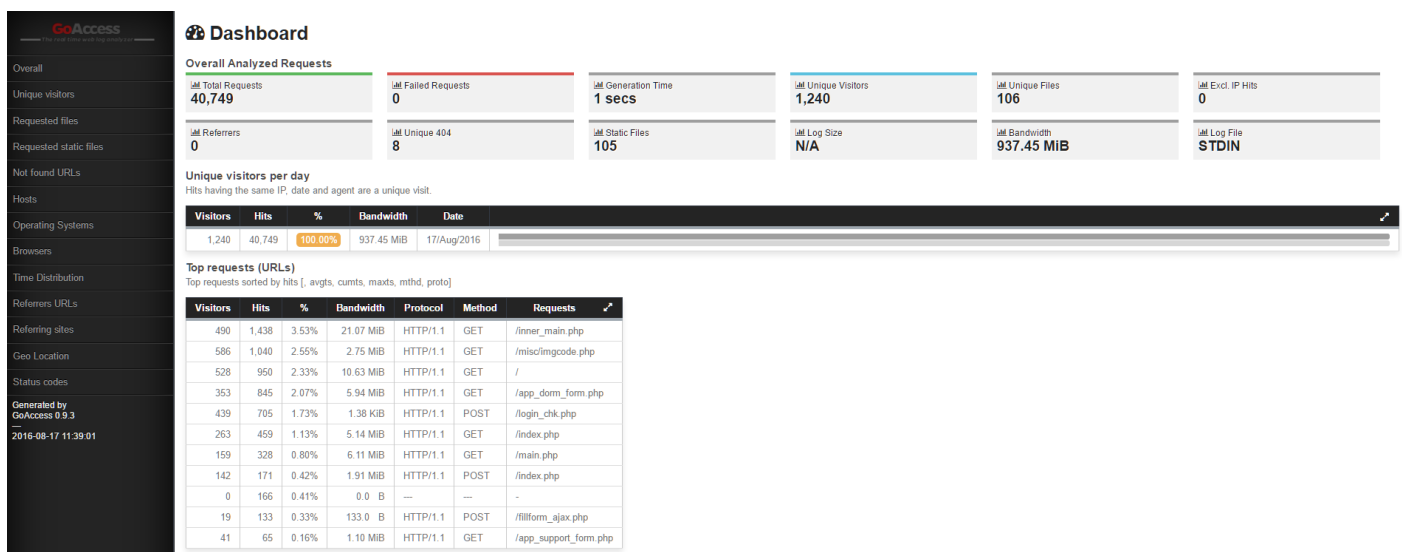 GoAccess
Dashboard
Overall
Unique visitors
Requested files
Requested static files
Not found URLs
Hosts
Operating Systems
Browsers
Time Distribution
Referrers URLs
Referring sites
Geo Location
Status codes
Generated by
GoAccess 0.9.3
—
2016-08-17 11:39:01
Overall Analyzed Requests
Total Requests Failed Requests Generation Time Unique Visitors Unique Files Excl. IP Hits
40,749 0 1 secs 1,240 106 0
Referrers Unique 404 Static Files Log Size Bandwidth Log File
0 8 105 N/A 937.45 MiB STDIN
Unique visitors per day
Hits having the same IP, date and agent are a unique visit.
Visitors Hits % Bandwidth Date
1,240 40,749 100.00% 937.45 MiB 17/Aug/2016
Top requests (URLs)
Top requests sorted by hits [, avgts, cumts, maxts, mthd, proto]
Visitors Hits % Bandwidth Protocol Method Requests
490 1,438 3.53% 21.07 MiB HTTP/1.1 GET /inner_main.php
586 1,040 2.55% 2.75 MiB HTTP/1.1 GET /misc/imgcode.php
528 950 2.33% 10.63 MiB HTTP/1.1 GET /
353 845 2.07% 5.94 MiB HTTP/1.1 GET /app_dorm_form.php
439 705 1.73% 1.38 KiB HTTP/1.1 POST /login_chk.php
263 459 1.13% 5.14 MiB HTTP/1.1 GET /index.php
159 328 0.80% 6.11 MiB HTTP/1.1 GET /main.php
142 171 0.42% 1.91 MiB HTTP/1.1 POST /index.php
0 166 0.41% 0.0 B --- --- -
19 133 0.33% 133.0 B HTTP/1.1 POST /fillform_ajax.php
41 65 0.16% 1.10 MiB HTTP/1.1 GET /app_support_form.php